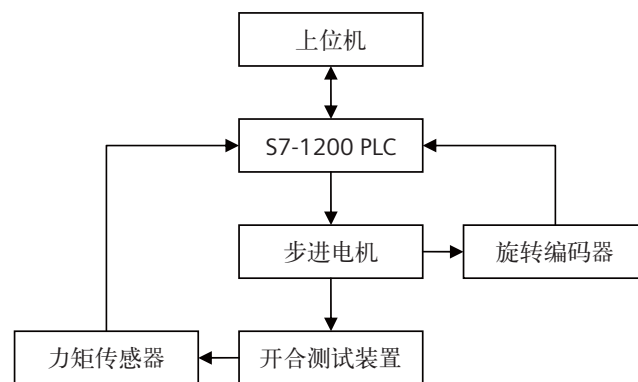 上位机
S7-1200 PLC
步进电机
旋转编码器
力矩传感器
开合测试装置